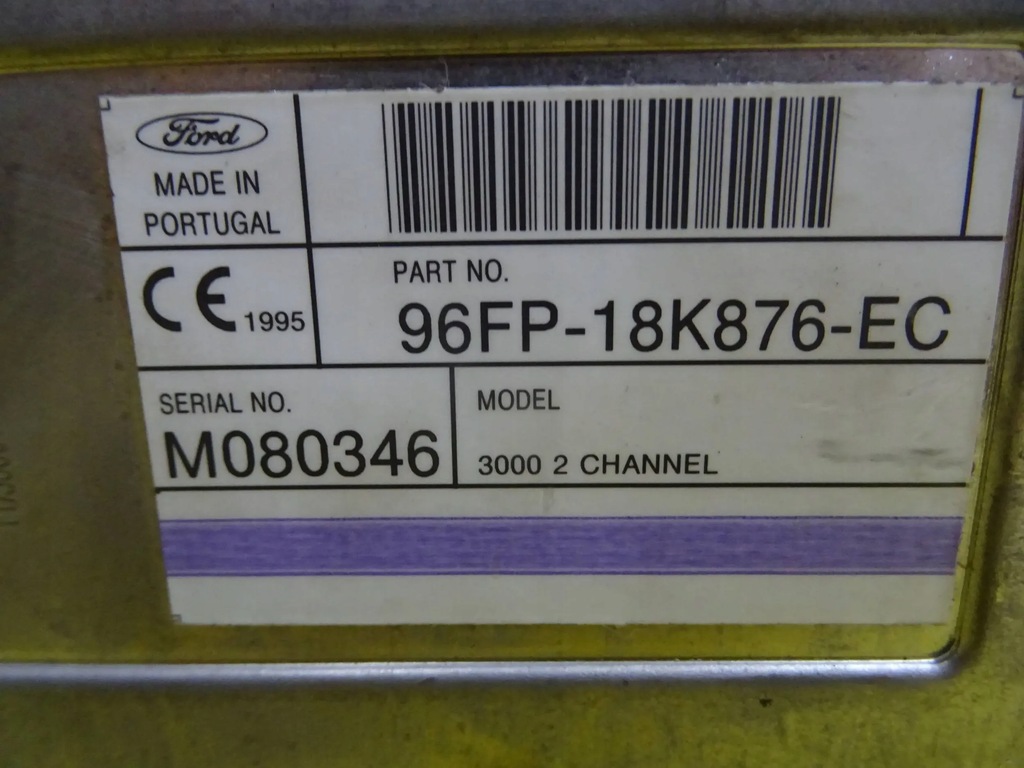 Ford
MADE IN
PORTUGAL
CE 1995
PART NO.
96FP-18K876-EC
SERIAL NO.
M080346
MODEL
3000 2 CHANNEL